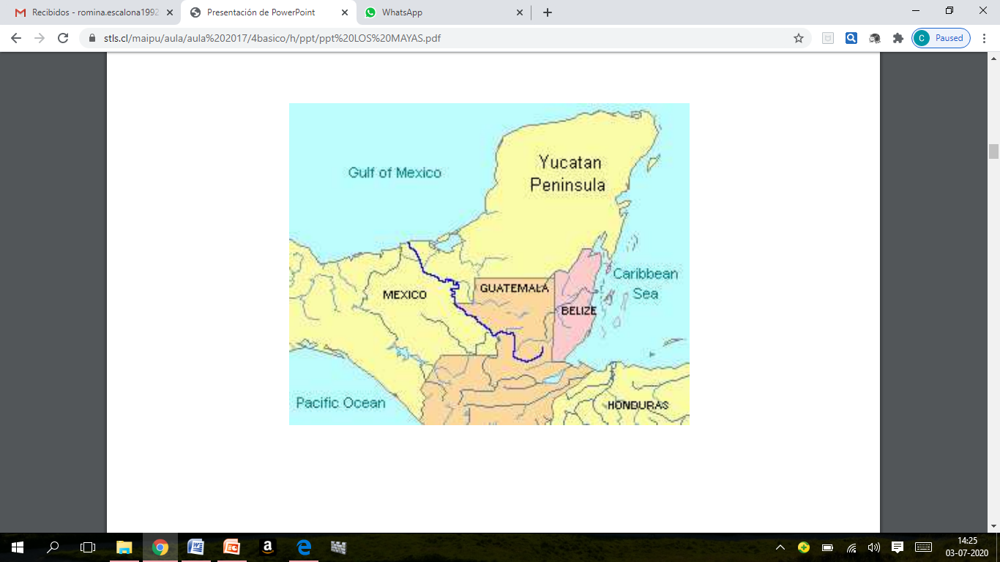 Recibidos - romina.escalona1992
Presentación de PowerPoint
WhatsApp
stls.cl/maipu/aula/aula%202017/4basico/h/ppt/ppt%20LOS%20MAYAS.pdf
C
Paused
Yucatan
Peninsula
Gulf of Mexico
Caribbean
Sea
GUATEMALA
MEXICO
BELIZE
Pacific Ocean
HONDURAS
14:25
03-07-2020